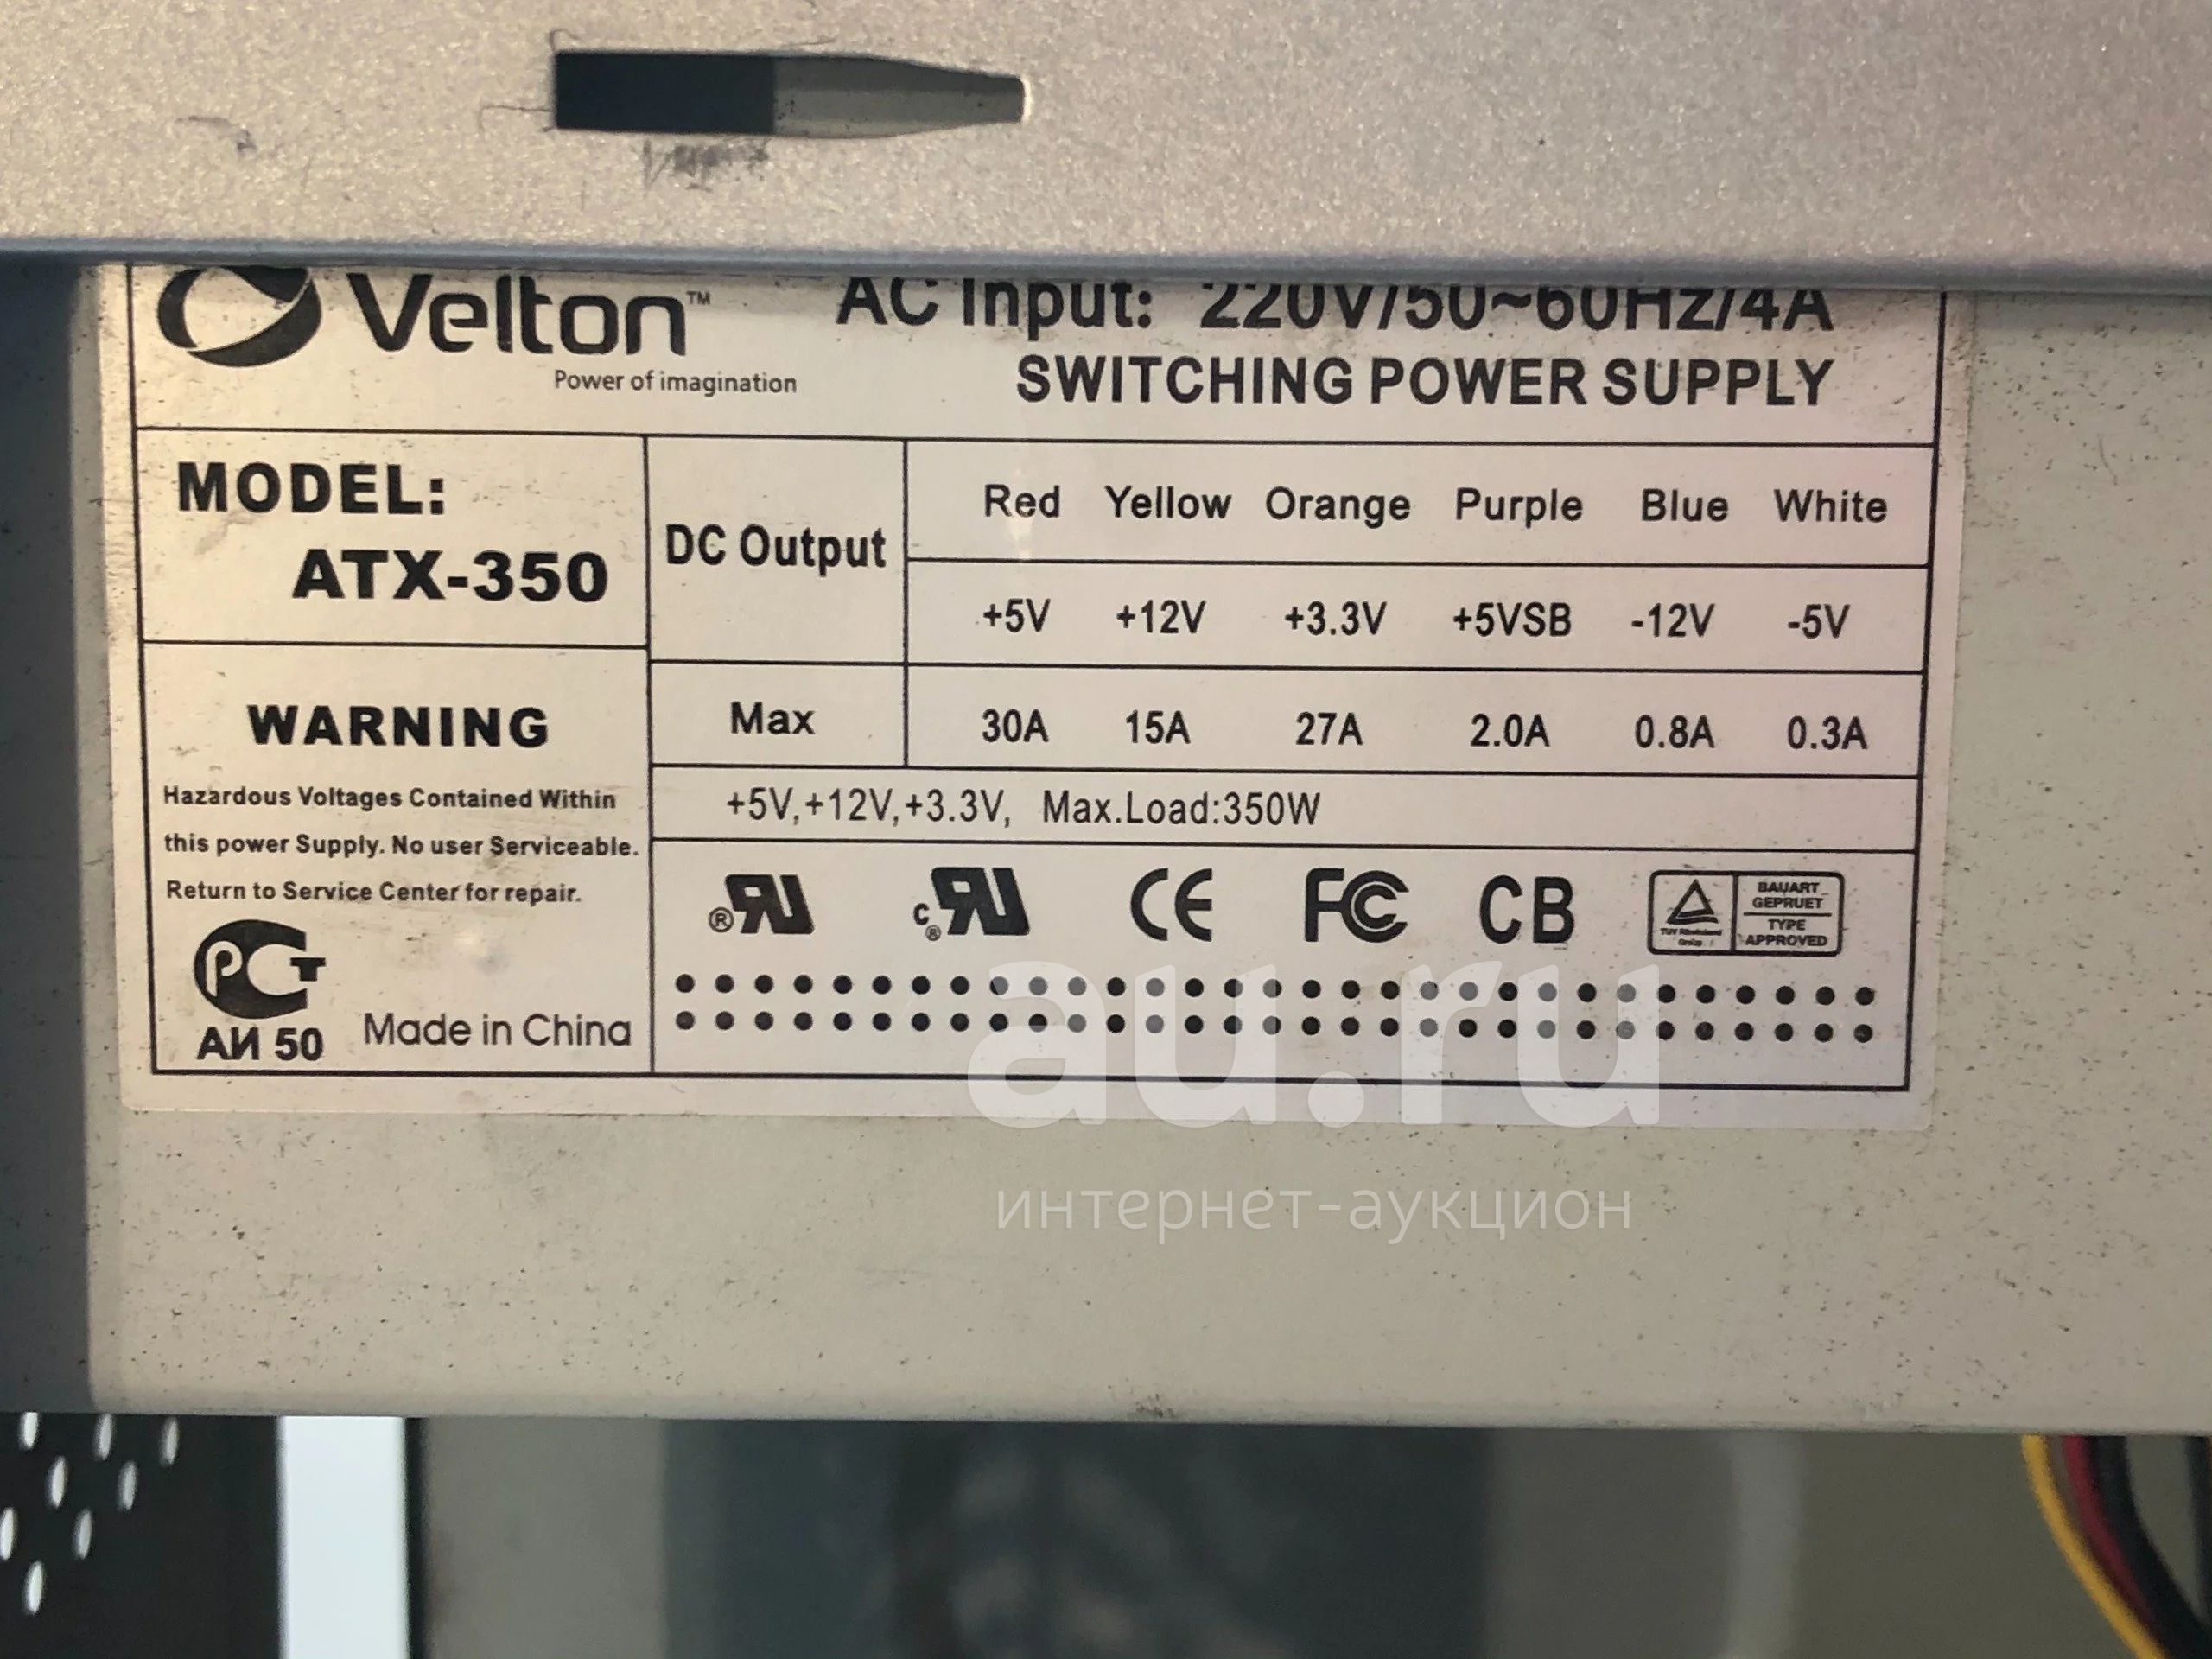 Velton™
Power of imagination
AC Input: 220V/50~60Hz/4A
SWITCHING POWER SUPPLY
MODEL:
ATX-350
DC Output
Red Yellow Orange Purple Blue White
+5V +12V +3.3V +5VSB -12V -5V
Max 30A 15A 27A 2.0A 0.8A 0.3A
+5V,+12V,+3.3V, Max.Load:350W
WARNING
Hazardous Voltages Contained Within
this power Supply. No user Serviceable.
Return to Service Center for repair.
РСТ
АИ 50
Made in China
CE FC CB
TUV Rheinland
Group
BAUART
GEPRUET
TYPE
APPROVED
au.ru
интернет-аукцион